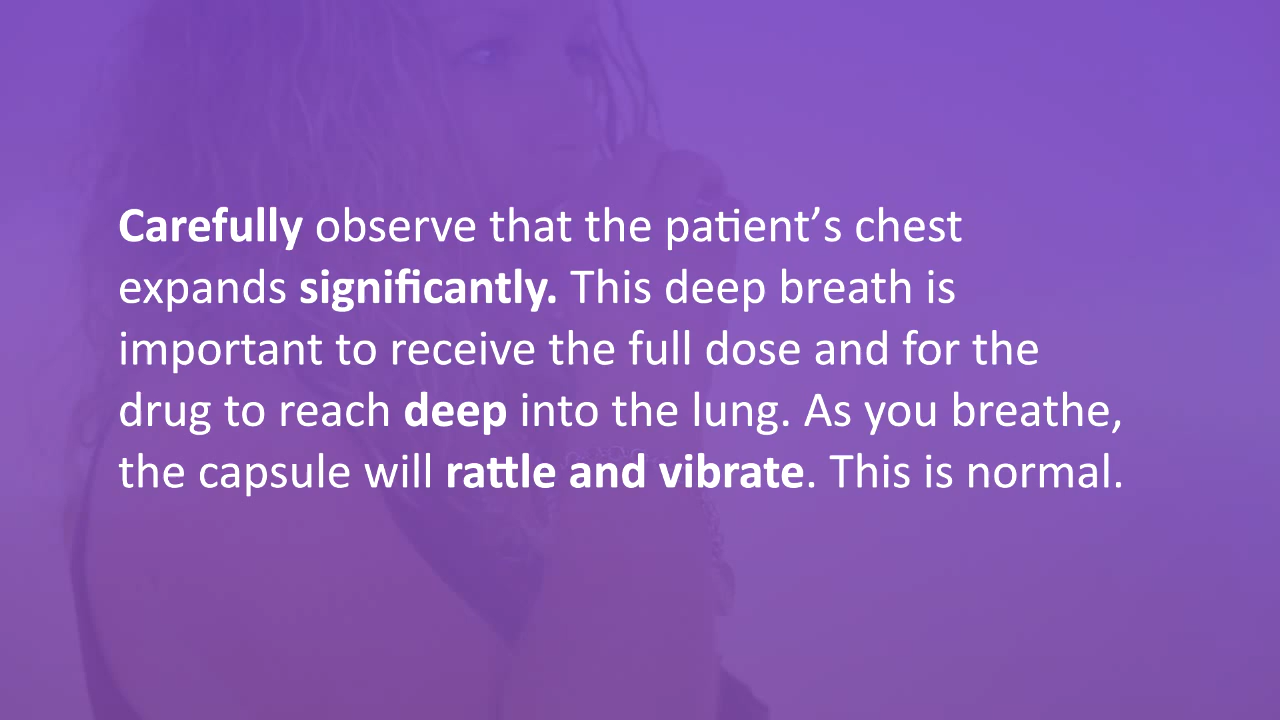 Carefully observe that the patient’s chest
expands significantly. This deep breath is
important to receive the full dose and for the
drug to reach deep into the lung. As you breathe,
the capsule will rattle and vibrate. This is normal.